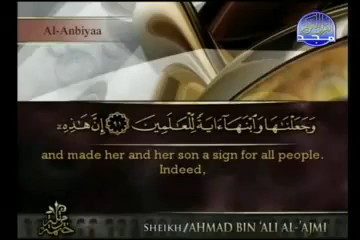 Al-Anbiyaa
وَجَعَلْنَٰهَا وَٱبْنَهَآ ءَايَةً لِّلْعَٰلَمِينَ ۝٩١ إِنَّ هَٰذِهِۦٓ
and made her and her son a sign for all people.
Indeed,
SHEIKH/AHMAD BIN 'ALI AL-'AJMI